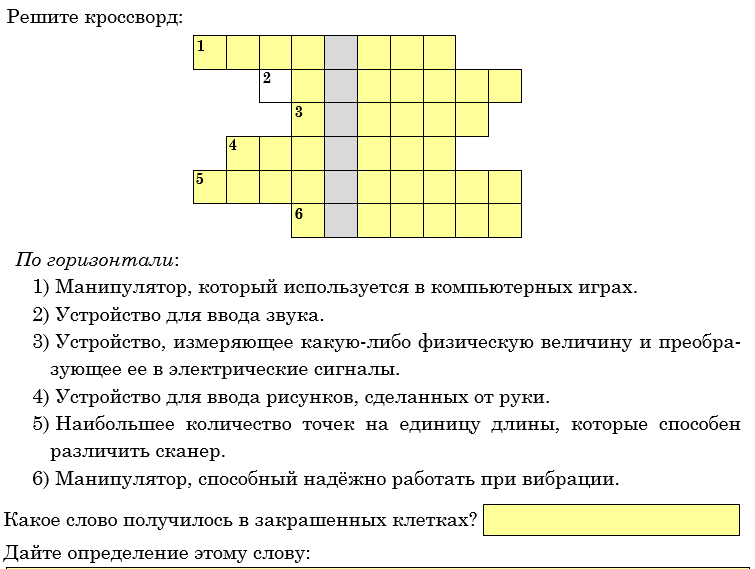 Решите кроссворд:
1
2
3
4
5
6
По горизонтали:
1) Манипулятор, который используется в компьютерных играх.
2) Устройство для ввода звука.
3) Устройство, измеряющее какую-либо физическую величину и преобра-
зующее ее в электрические сигналы.
4) Устройство для ввода рисунков, сделанных от руки.
5) Наибольшее количество точек на единицу длины, которые способен
различить сканер.
6) Манипулятор, способный надёжно работать при вибрации.
Какое слово получилось в закрашенных клетках?
Дайте определение этому слову: